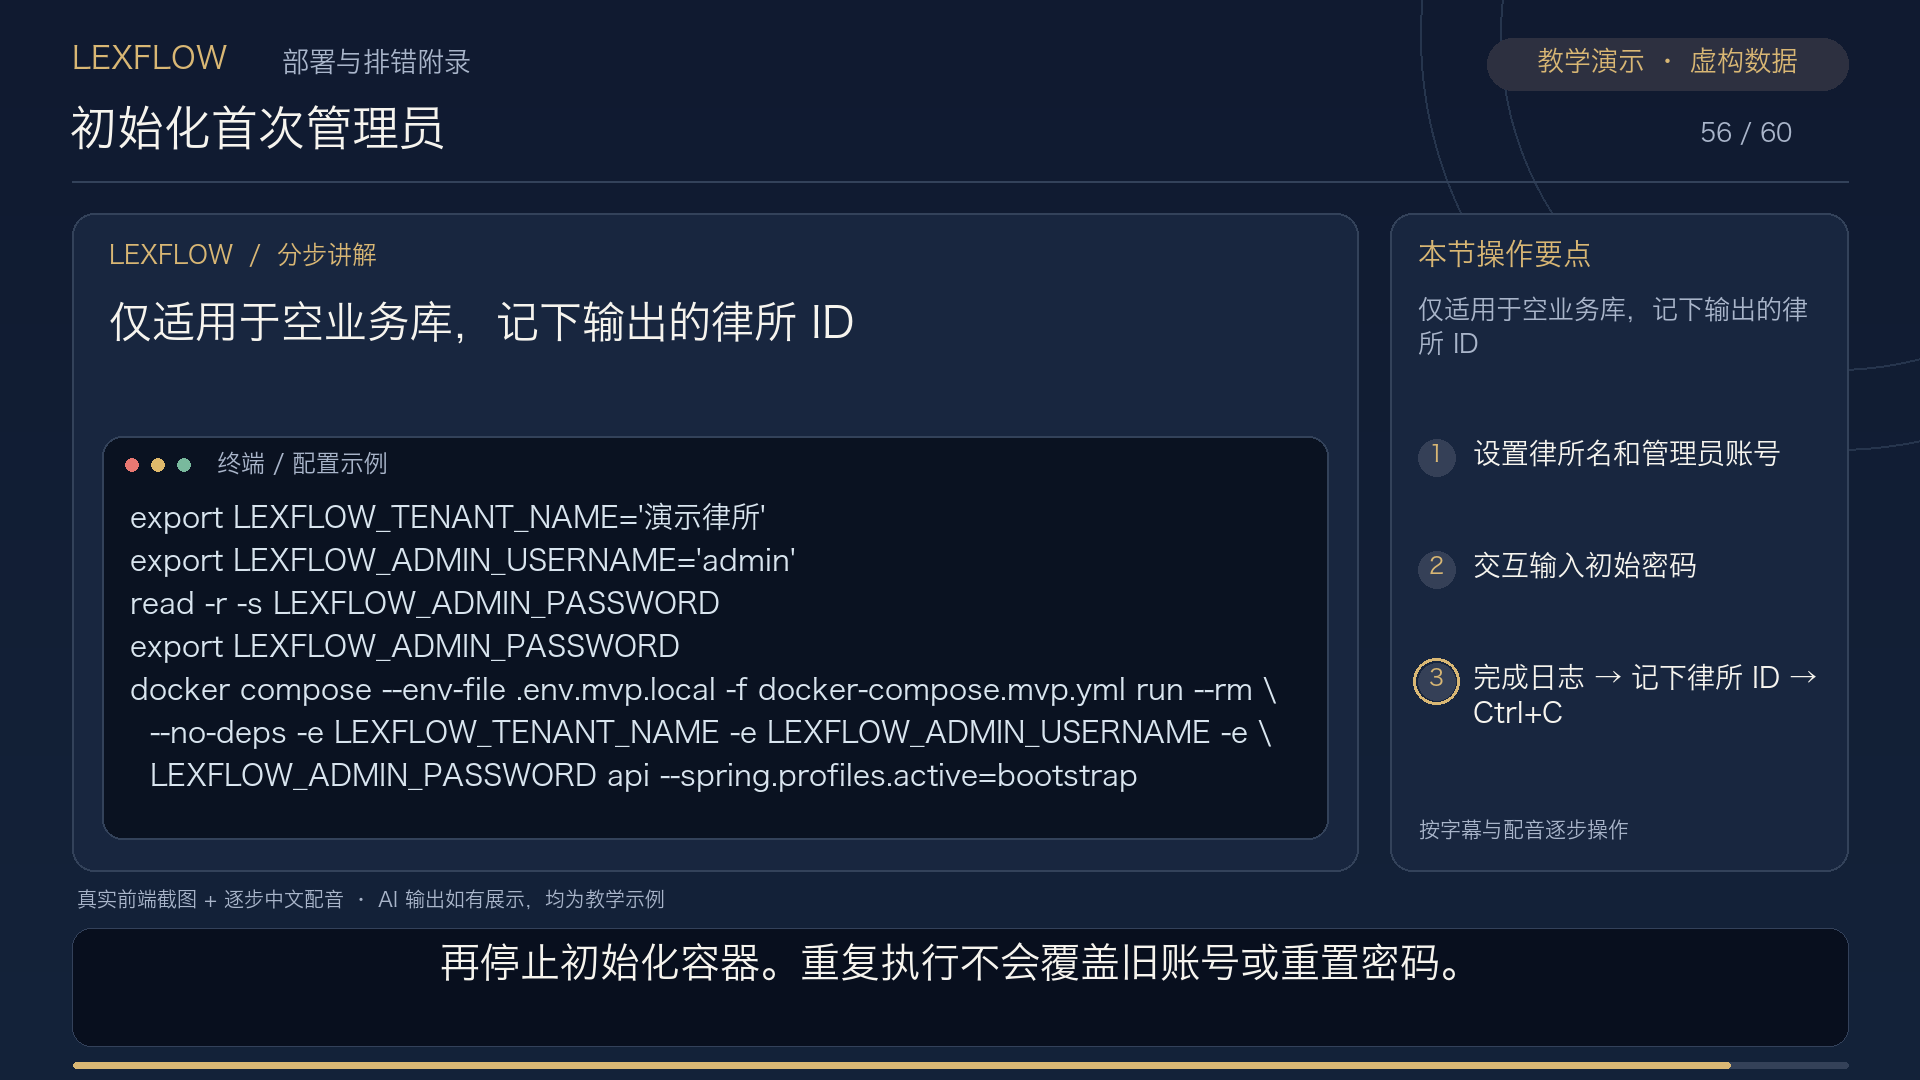 LEXFLOW 部署与排错附录
教学演示 · 虚构数据
初始化首次管理员
56 / 60
LEXFLOW / 分步讲解
仅适用于空业务库，记下输出的律所 ID
终端 / 配置示例
export LEXFLOW_TENANT_NAME='演示律所'
export LEXFLOW_ADMIN_USERNAME='admin'
read -r -s LEXFLOW_ADMIN_PASSWORD
export LEXFLOW_ADMIN_PASSWORD
docker compose --env-file .env.mvp.local -f docker-compose.mvp.yml run --rm \
--no-deps -e LEXFLOW_TENANT_NAME -e LEXFLOW_ADMIN_USERNAME -e \
LEXFLOW_ADMIN_PASSWORD api --spring.profiles.active=bootstrap
本节操作要点
仅适用于空业务库，记下输出的律
所 ID
1 设置律所名和管理员账号
2 交互输入初始密码
3 完成日志 → 记下律所 ID →
Ctrl+C
按字幕与配音逐步操作
真实前端截图 + 逐步中文配音 · AI 输出如有展示，均为教学示例
再停止初始化容器。重复执行不会覆盖旧账号或重置密码。